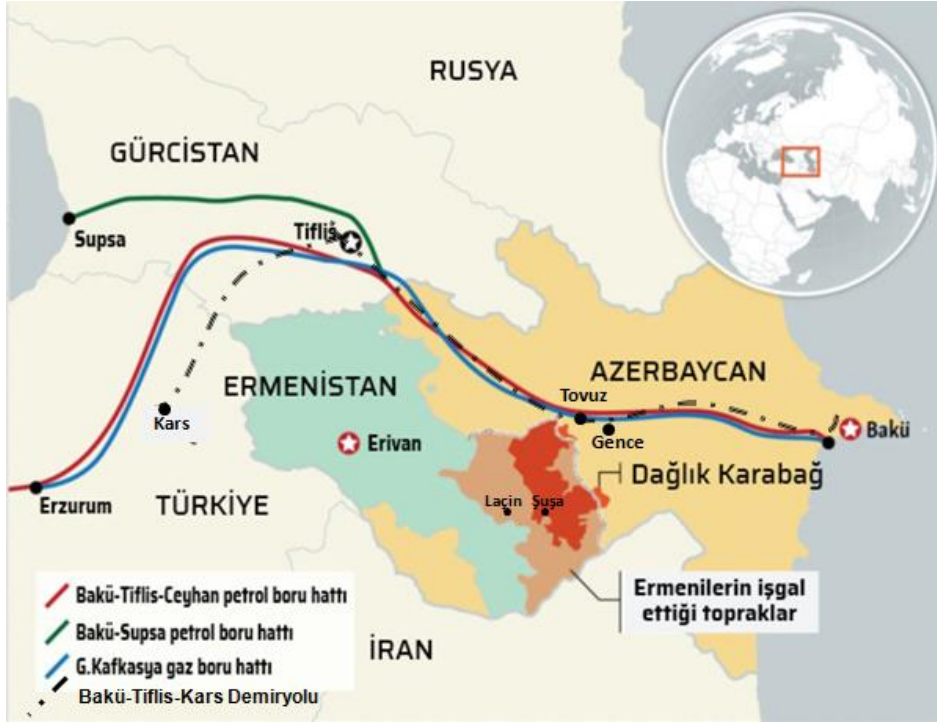 RUSYA
GÜRCİSTAN
Supsa
Tiflis
ERMENİSTAN
AZERBAYCAN
Tovuz
Kars
Gence
Bakü
Erivan
Dağlık Karabağ
Erzurum
TÜRKİYE
Laçin
Şuşa
Ermenilerin işgal
ettiği topraklar
İRAN
Bakü-Tiflis-Ceyhan petrol boru hattı
Bakü-Supsa petrol boru hattı
G.Kafkasya gaz boru hattı
Bakü-Tiflis-Kars Demiryolu